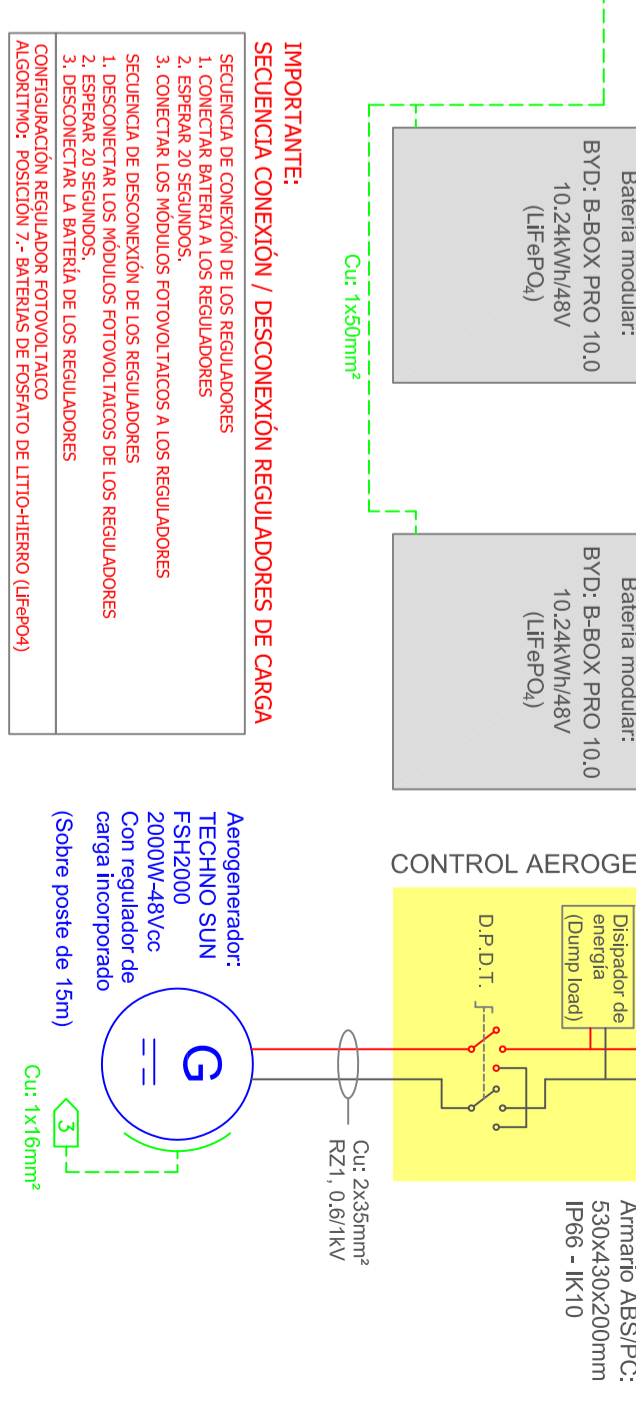 Batería modular:
BYD: B-BOX PRO 10.0
10.24kWh/48V
(LiFePO₄)
Cu: 1x50mm²
Batería modular:
BYD: B-BOX PRO 10.0
10.24kWh/48V
(LiFePO₄)
IMPORTANTE:
SECUENCIA CONEXIÓN / DESCONEXIÓN REGULADORES DE CARGA
SECUENCIA DE CONEXIÓN DE LOS REGULADORES
1. CONECTAR BATERIA A LOS REGULADORES
2. ESPERAR 20 SEGUNDOS.
3. CONECTAR LOS MÓDULOS FOTOVOLTAICOS A LOS REGULADORES
SECUENCIA DE DESCONEXIÓN DE LOS REGULADORES
1. DESCONECTAR LOS MÓDULOS FOTOVOLTAICOS DE LOS REGULADORES
2. ESPERAR 20 SEGUNDOS.
3. DESCONECTAR LA BATERÍA DE LOS REGULADORES
CONFIGURACIÓN REGULADOR FOTOVOLTAICO
ALGORITMO: POSICIÓN 7.- BATERIAS DE FOSFATO DE LITIO-HIERRO (LiFePO4)
CONTROL AEROGE
Disipador de
energía
(Dump load)
D.P.D.T.
Armario ABS/PC:
530x430x200mm
IP66 - IK10
Cu: 2x35mm²
RZ1, 0.6/1kV
Aerogenerador:
TECHNO SUN
FSH2000
2000W-48Vcc
Con regulador de
carga incorporado
(Sobre poste de 15m)
G
3
Cu: 1x16mm²